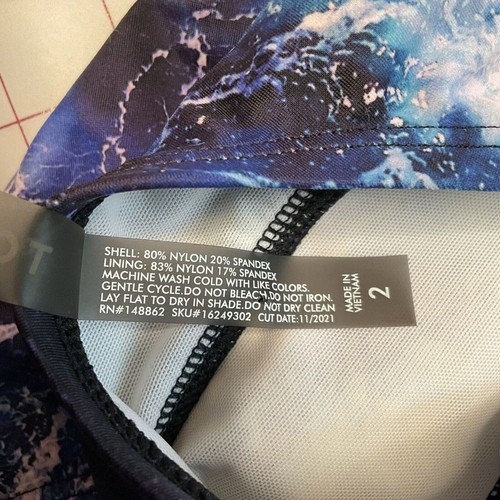 OT
SHELL: 80% NYLON 20% SPANDEX
LINING: 83% NYLON 17% SPANDEX
MACHINE WASH COLD WITH LIKE COLORS.
GENTLE CYCLE.DO NOT BLEACH.DO NOT IRON.
LAY FLAT TO DRY IN SHADE.DO NOT DRY CLEAN
RN#148862 SKU#16249302 CUT DATE:11/2021
MADE IN
VIETNAM
2